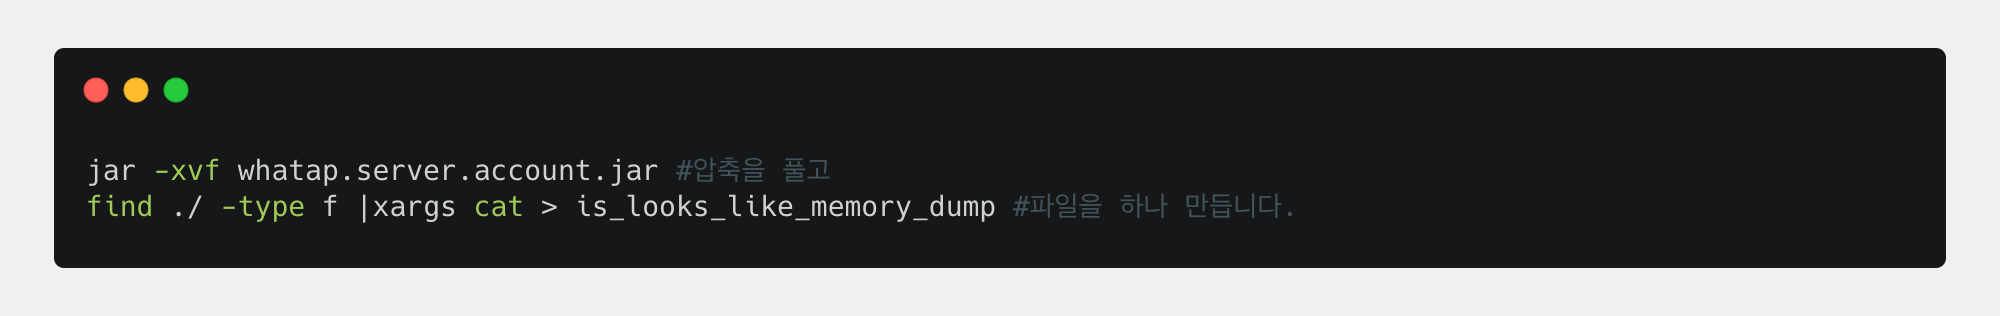 jar -xvf whatap.server.account.jar #압축을 풀고
find ./ -type f |xargs cat > is_looks_like_memory_dump #파일을 하나 만듭니다.